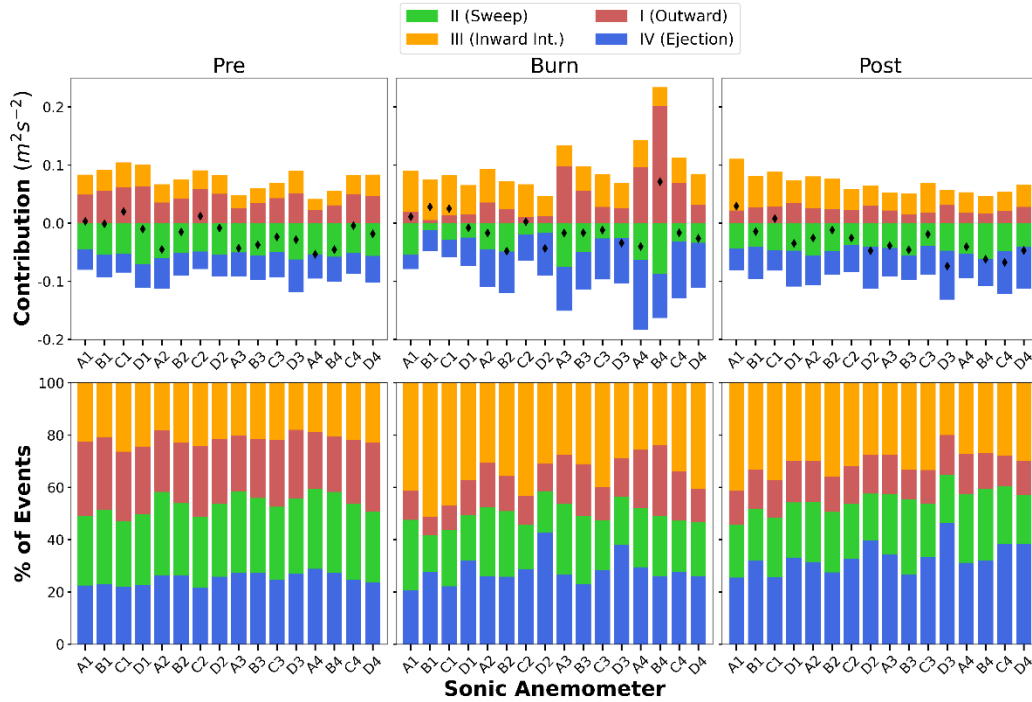 II (Sweep) I (Outward)
III (Inward Int.) IV (Ejection)
Pre Burn Post
Contribution (m²s⁻²)
0.2
0.1
0.0
-0.1
-0.2
A1 B1 C1 D1 A2 B2 C2 D2 A3 B3 C3 D3 A4 B4 C4 D4 A1 B1 C1 D1 A2 B2 C2 D2 A3 B3 C3 D3 A4 B4 C4 D4 A1 B1 C1 D1 A2 B2 C2 D2 A3 B3 C3 D3 A4 B4 C4 D4
% of Events
100
80
60
40
20
0
A1 B1 C1 D1 A2 B2 C2 D2 A3 B3 C3 D3 A4 B4 C4 D4 A1 B1 C1 D1 A2 B2 C2 D2 A3 B3 C3 D3 A4 B4 C4 D4 A1 B1 C1 D1 A2 B2 C2 D2 A3 B3 C3 D3 A4 B4 C4 D4
Sonic Anemometer